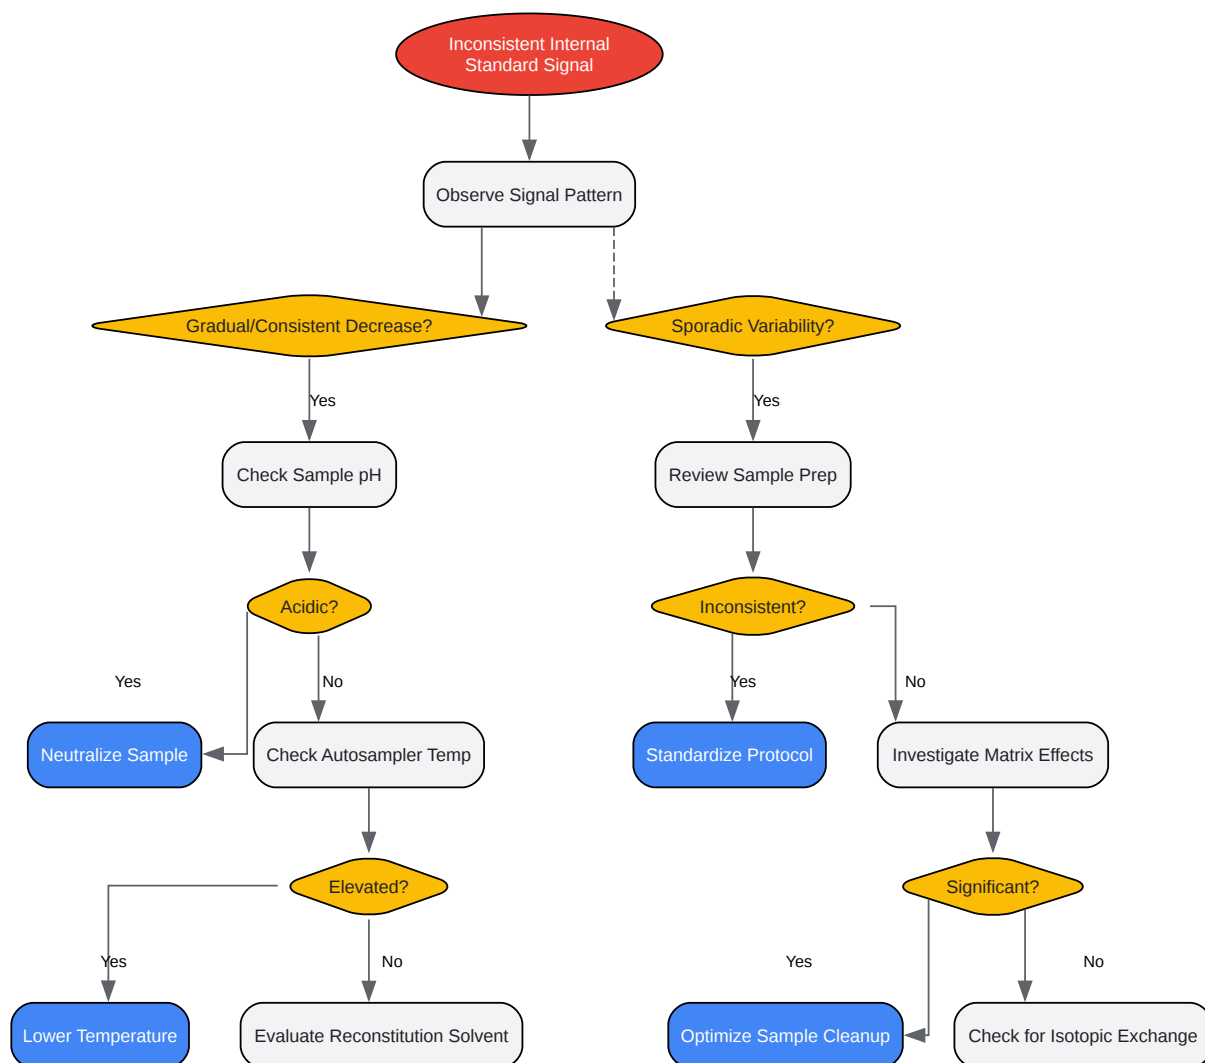 Inconsistent Internal
Standard Signal
Observe Signal Pattern
Gradual/Consistent Decrease?
Sporadic Variability?
Yes
Yes
Check Sample pH
Review Sample Prep
Acidic?
Inconsistent?
Yes
No
Yes
No
Neutralize Sample
Check Autosampler Temp
Standardize Protocol
Investigate Matrix Effects
Elevated?
Significant?
Yes
No
Yes
No
Lower Temperature
Evaluate Reconstitution Solvent
Optimize Sample Cleanup
Check for Isotopic Exchange